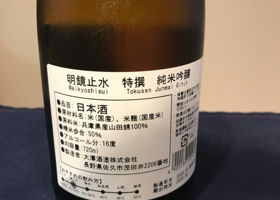 明鏡止水 特撰 純米吟醸
Meikyoshisui Tokusen Junmai Ginjo
●品目：日本酒
●原材料名：米(国産)、米麹(国産米)
●原料米：兵庫県産山田錦100%
●精米歩合：50%
●アルコール分：16度
●内容量：720ml
大澤酒造株式会社
長野県佐久市茂田井2206番地